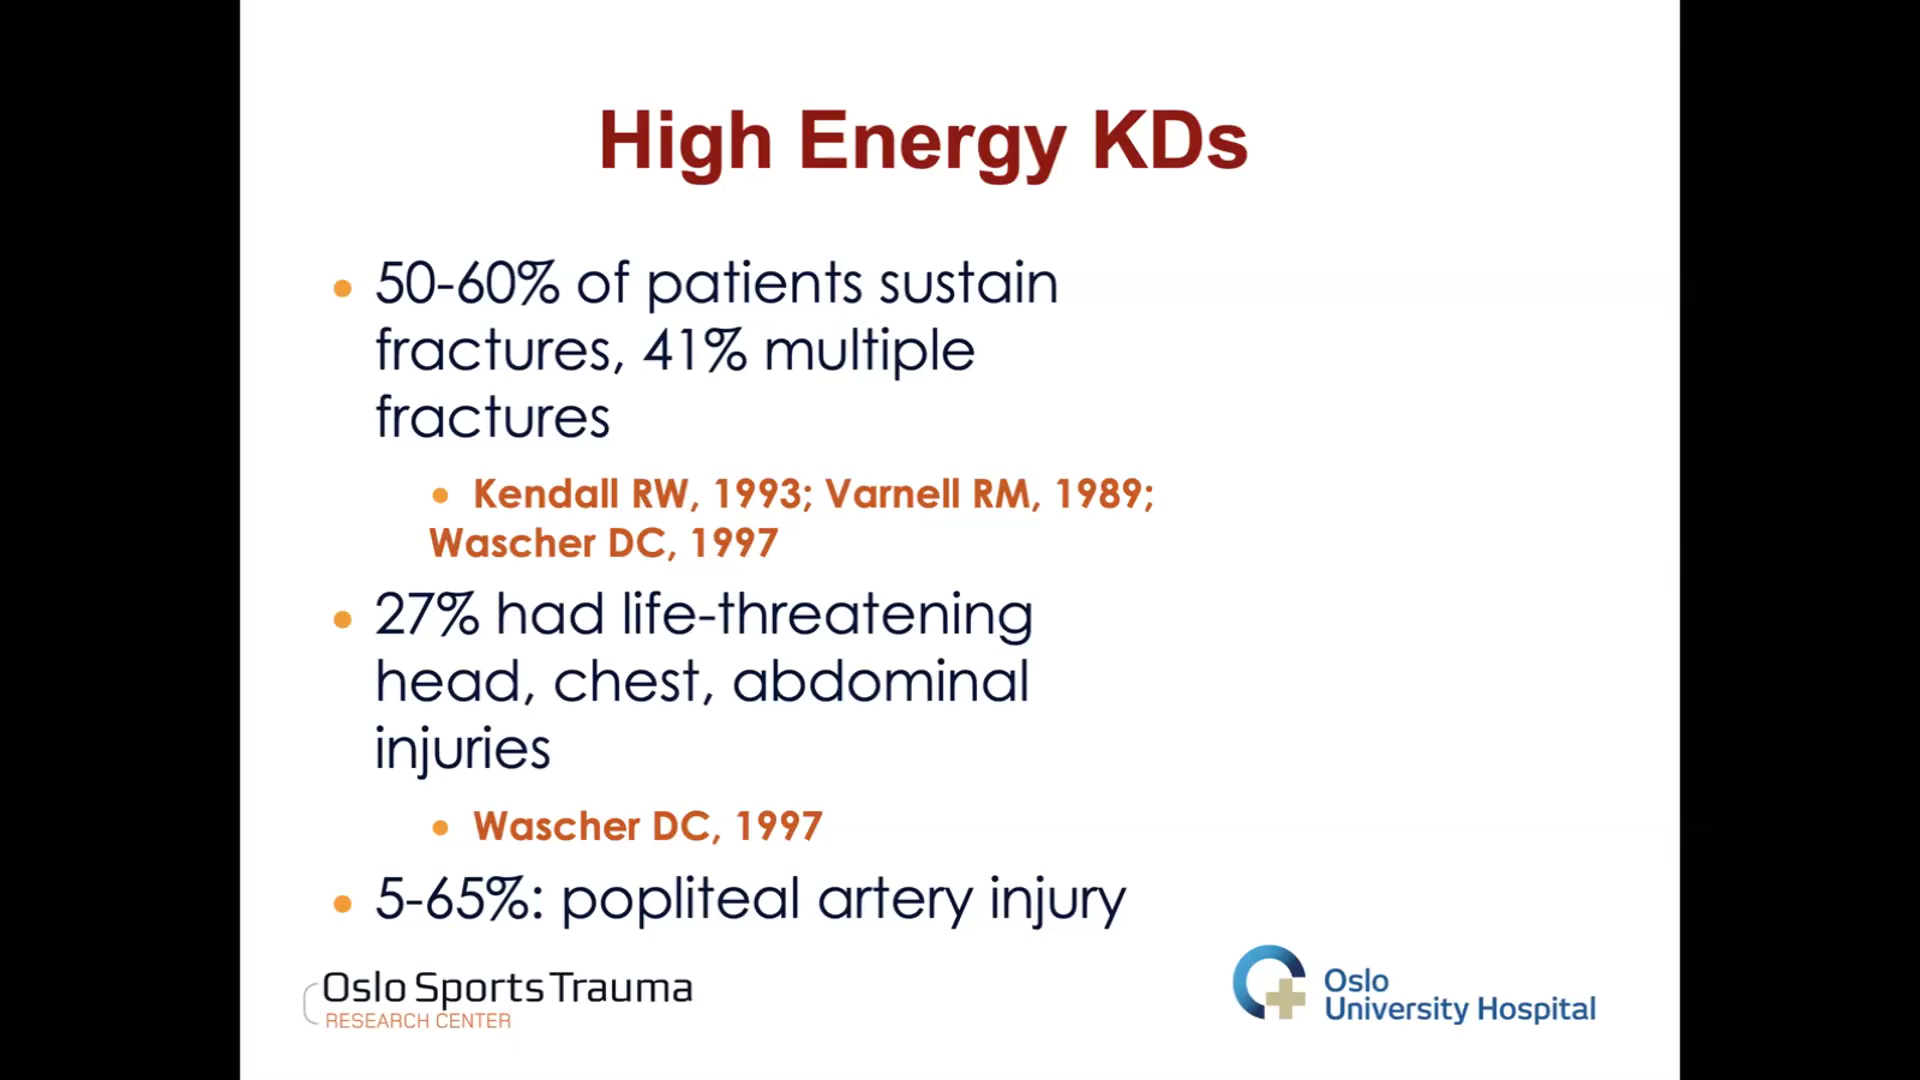 High Energy KDs
• 50-60% of patients sustain
fractures, 41% multiple
fractures
• Kendall RW, 1993; Varnell RM, 1989;
Wascher DC, 1997
• 27% had life-threatening
head, chest, abdominal
injuries
• Wascher DC, 1997
• 5-65%: popliteal artery injury
Oslo Sports Trauma
RESEARCH CENTER
Oslo
University Hospital